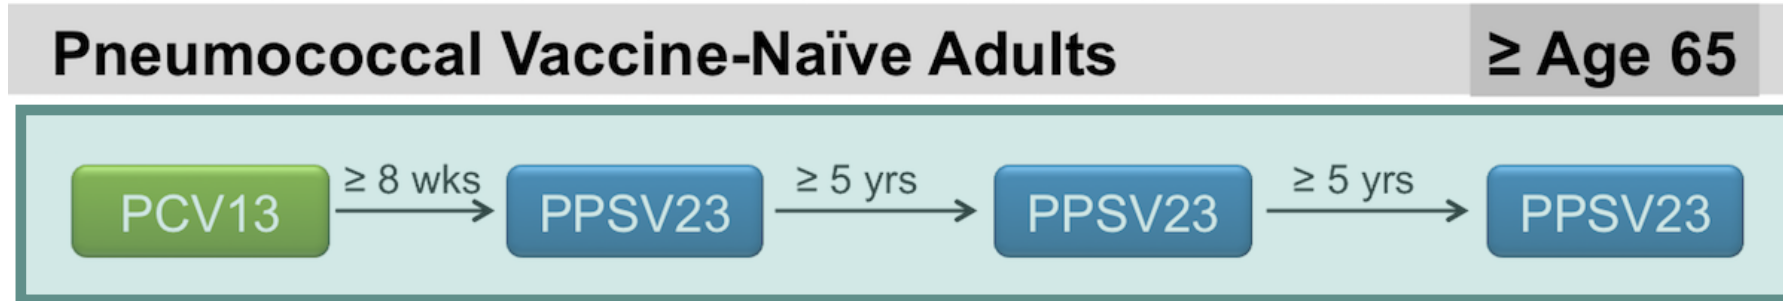 Pneumococcal Vaccine-Naïve Adults ≥ Age 65
PCV13 ≥ 8 wks PPSV23 ≥ 5 yrs PPSV23 ≥ 5 yrs PPSV23